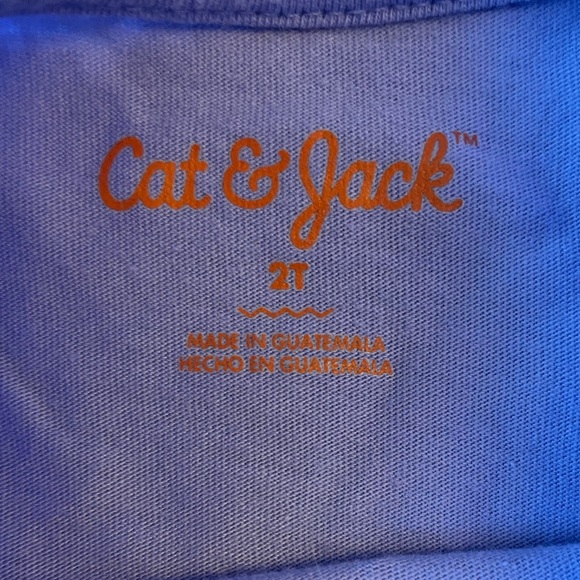 Cat & Jack™
2T
MADE IN GUATEMALA
HECHO EN GUATEMALA